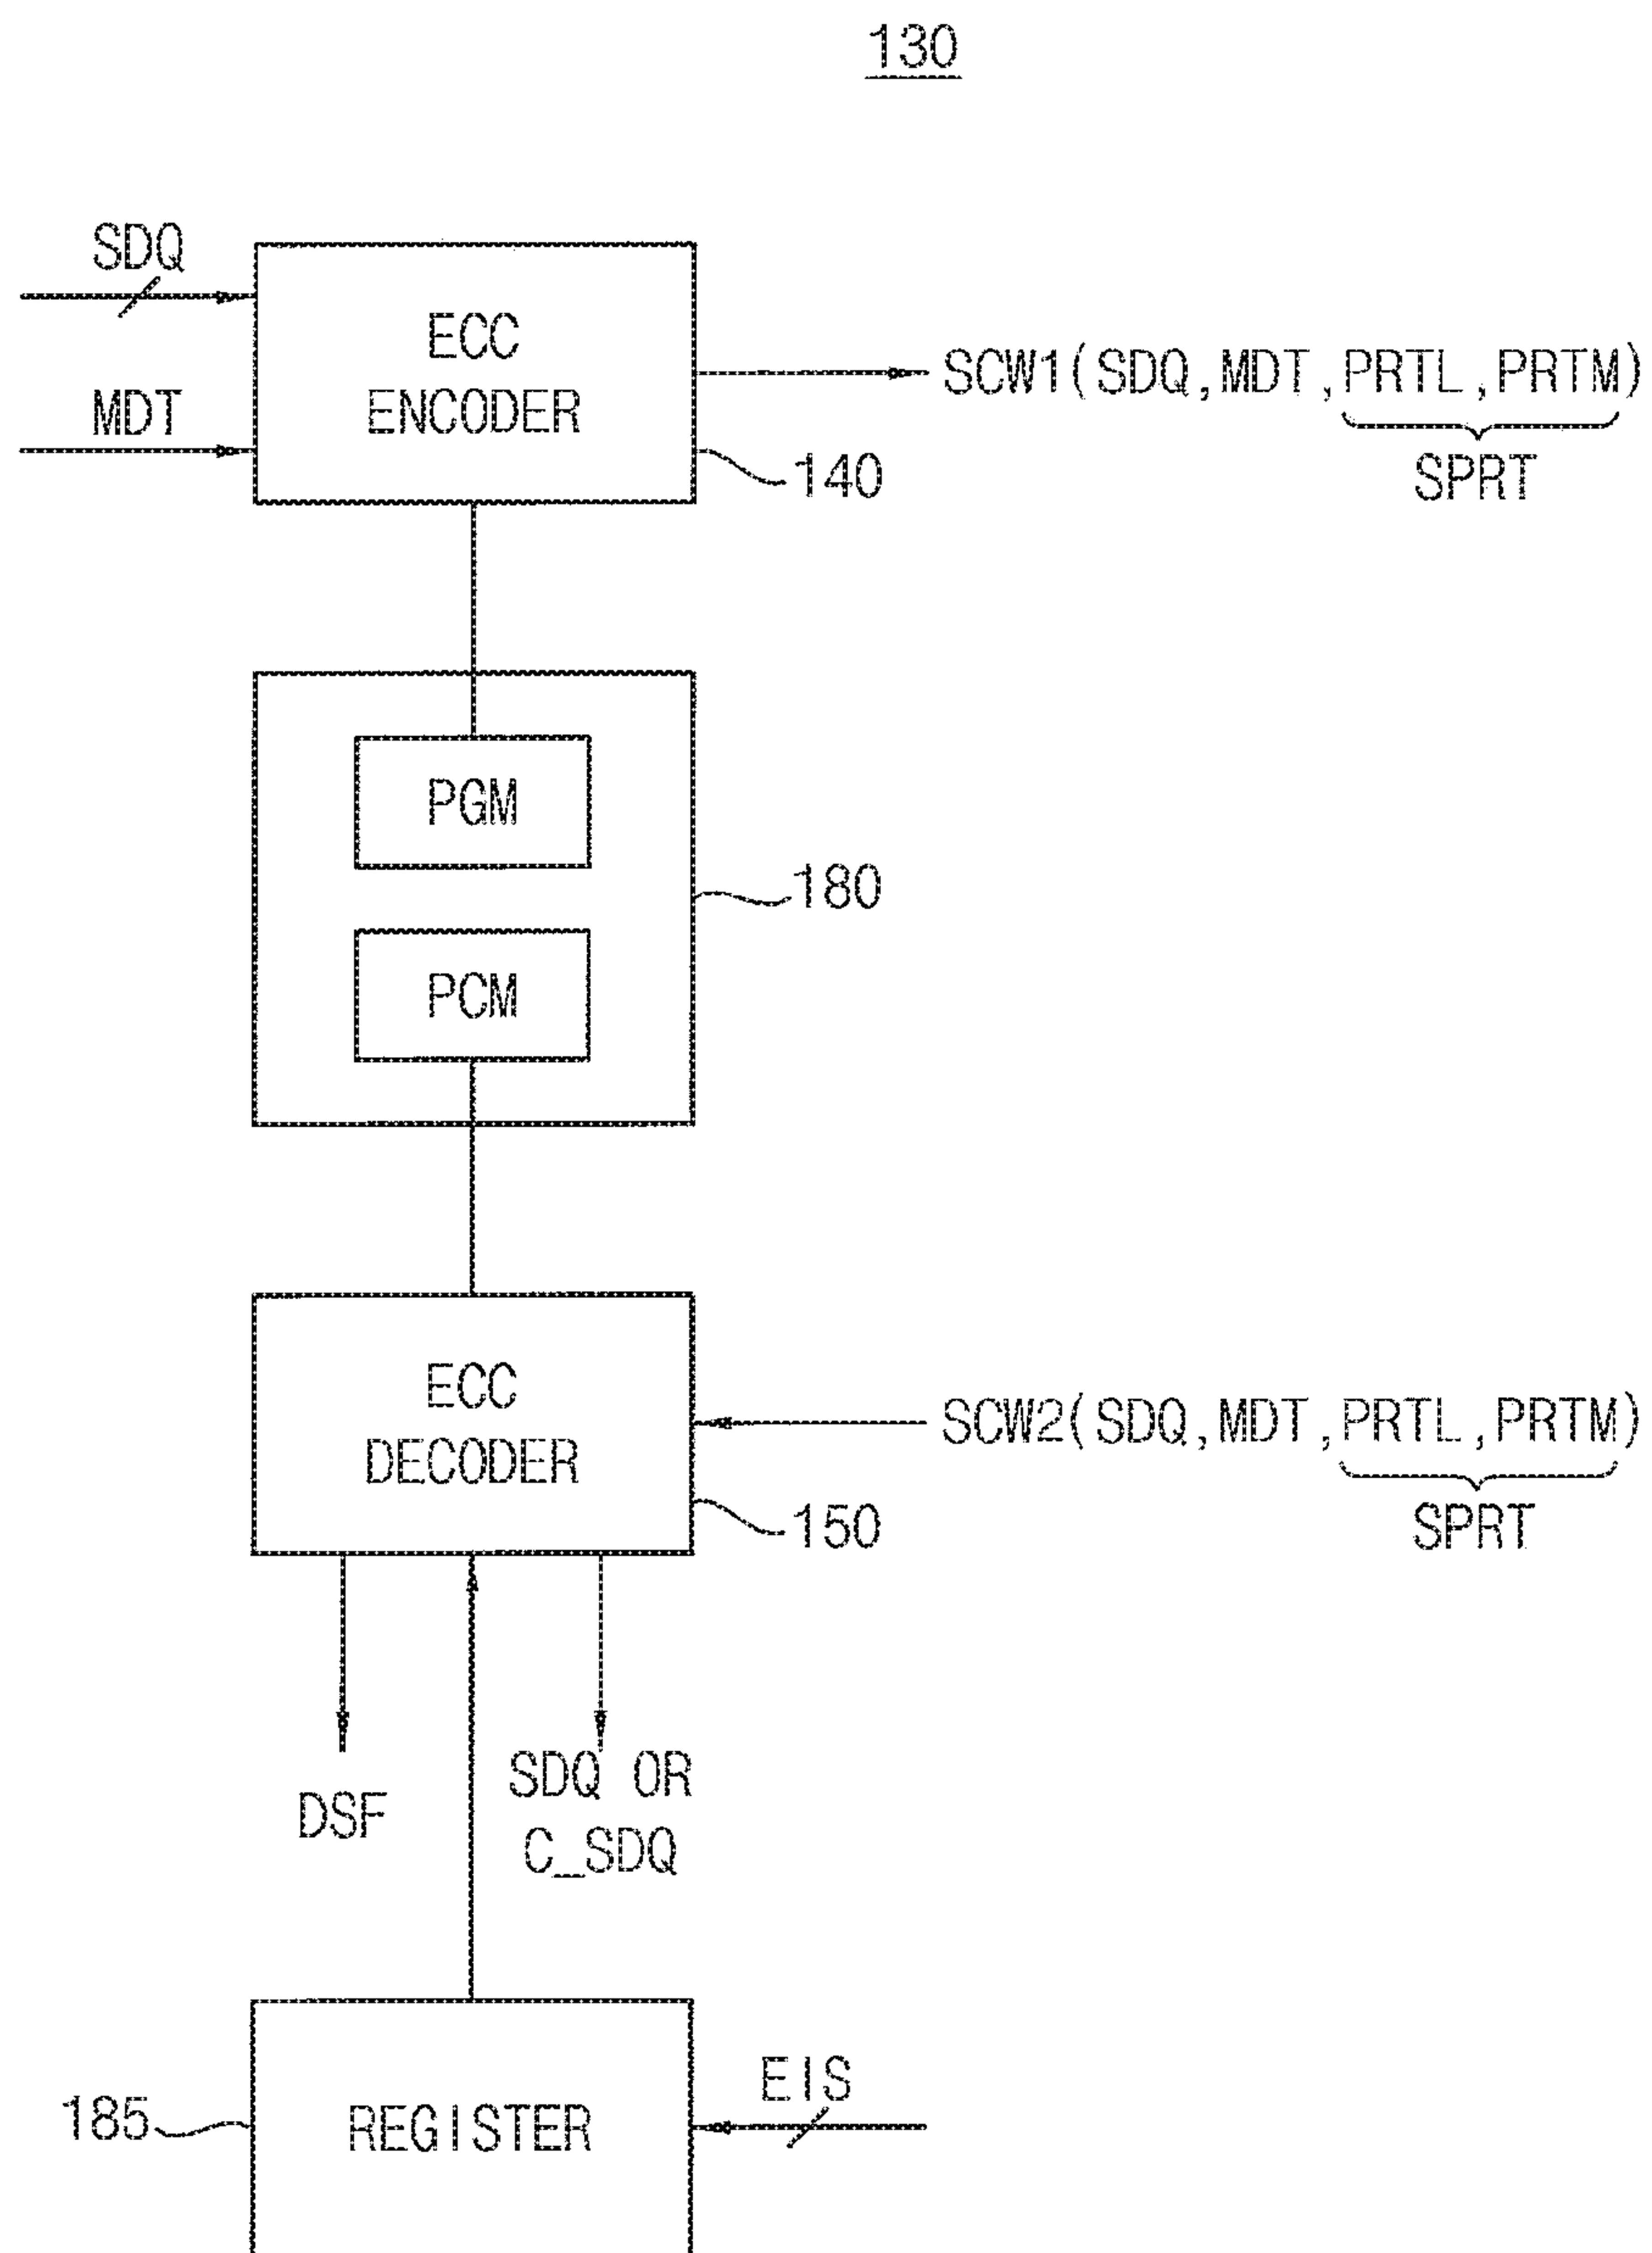 130
SDQ
MDT
ECC
ENCODER
140
SCW1(SDQ,MDT,PRTL,PRTM)
SPRT
PGM
PCM
180
ECC
DECODER
150
SCW2(SDQ,MDT,PRTL,PRTM)
SPRT
DSF
SDQ OR
C_SDQ
185
REGISTER
EIS